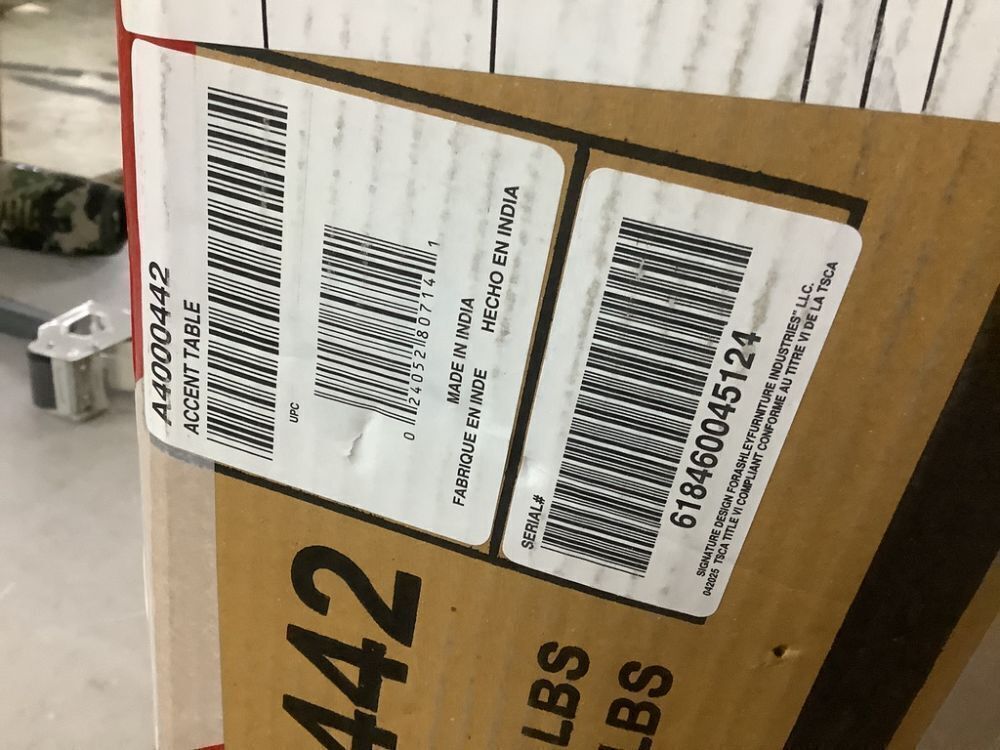 A4000442
ACCENT TABLE
UPC
0 24052 80714 1
MADE IN INDIA
FABRIQUE EN INDE HECHO EN INDIA
SERIAL#
618460045124
SIGNATURE DESIGN FORASHLEYFURNITURE INDUSTRIES" LLC,
042025 TSCA TITLE VI COMPLIANT CONFORME AU TITRE VI DE LA TSCA
442
LBS
LBS